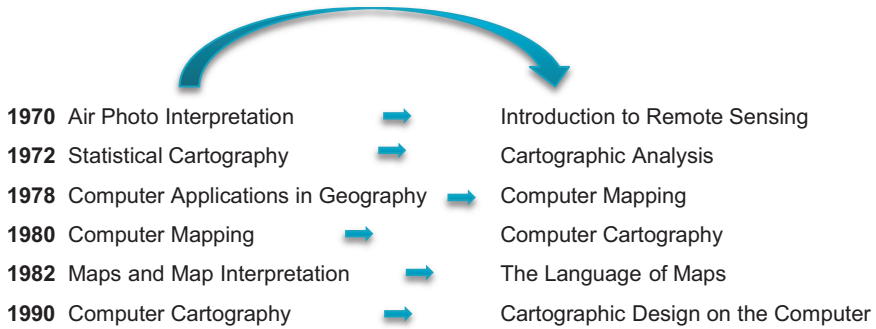 1970 Air Photo Interpretation Introduction to Remote Sensing
1972 Statistical Cartography Cartographic Analysis
1978 Computer Applications in Geography Computer Mapping
1980 Computer Mapping Computer Cartography
1982 Maps and Map Interpretation The Language of Maps
1990 Computer Cartography Cartographic Design on the Computer